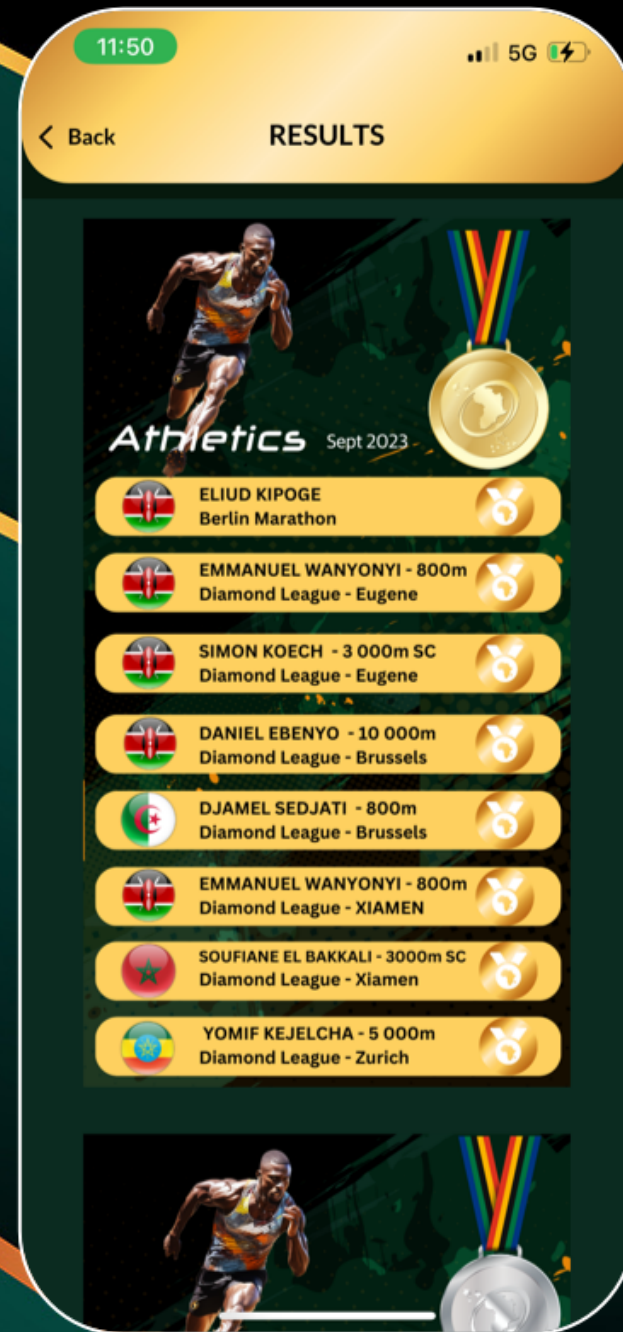 11:50
5G
Back
RESULTS
Athletics Sept 2023
ELIUD KIPOGE
Berlin Marathon
EMMANUEL WANYONYI - 800m
Diamond League - Eugene
SIMON KOECH - 3 000m SC
Diamond League - Eugene
DANIEL EBENYO - 10 000m
Diamond League - Brussels
DJAMEL SEDJATI - 800m
Diamond League - Brussels
EMMANUEL WANYONYI - 800m
Diamond League - XIAMEN
SOUFIANE EL BAKKALI - 3000m SC
Diamond League - Xiamen
YOMIF KEJELCHA - 5 000m
Diamond League - Zurich